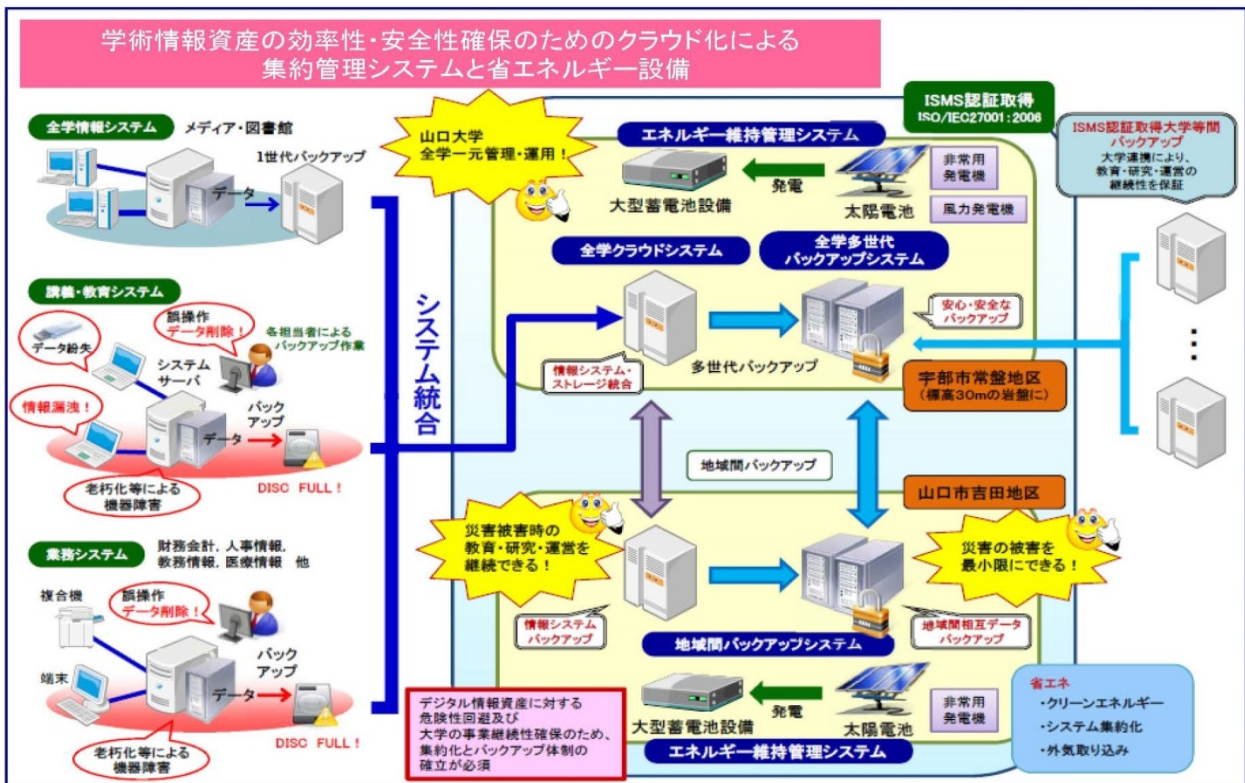 学術情報資産の効率性・安全性確保のためのクラウド化による
集約管理システムと省エネルギー設備
全学情報システム
メディア・図書館
1世代バックアップ
データ
講義・教育システム
誤操作
データ削除！
各担当者による
バックアップ作業
データ紛失
システム
サーバ
情報漏洩！
バック
アップ
データ
老朽化等による
機器障害
DISC FULL！
業務システム
財務会計，人事情報，
教務情報，医療情報 他
複合機
誤操作
データ削除！
バック
アップ
端末
データ
老朽化等による
機器障害
DISC FULL！
システム統合
山口大学
全学一元管理・運用！
ISMS認証取得
ISO/IEC27001：2006
エネルギー維持管理システム
大型蓄電池設備
発電
太陽電池
非常用
発電機
風力発電機
全学クラウドシステム
全学多世代
バックアップシステム
安心・安全な
バックアップ
情報システム・
ストレージ統合
多世代バックアップ
宇部市常盤地区
（標高30mの岩盤に）
ISMS認証取得大学等間
バックアップ
大学連携により、
教育・研究・運営の
継続性を保証
地域間バックアップ
山口市吉田地区
災害被害時の
教育・研究・運営を
継続できる！
災害の被害を
最小限にできる！
情報システム
バックアップ
地域間相互データ
バックアップ
地域間バックアップシステム
デジタル情報資産に対する
危険性回避及び
大学の事業継続性確保のため、
集約化とバックアップ体制の
確立が必須
大型蓄電池設備
発電
太陽電池
非常用
発電機
エネルギー維持管理システム
省エネ
・クリーンエネルギー
・システム集約化
・外気取り込み